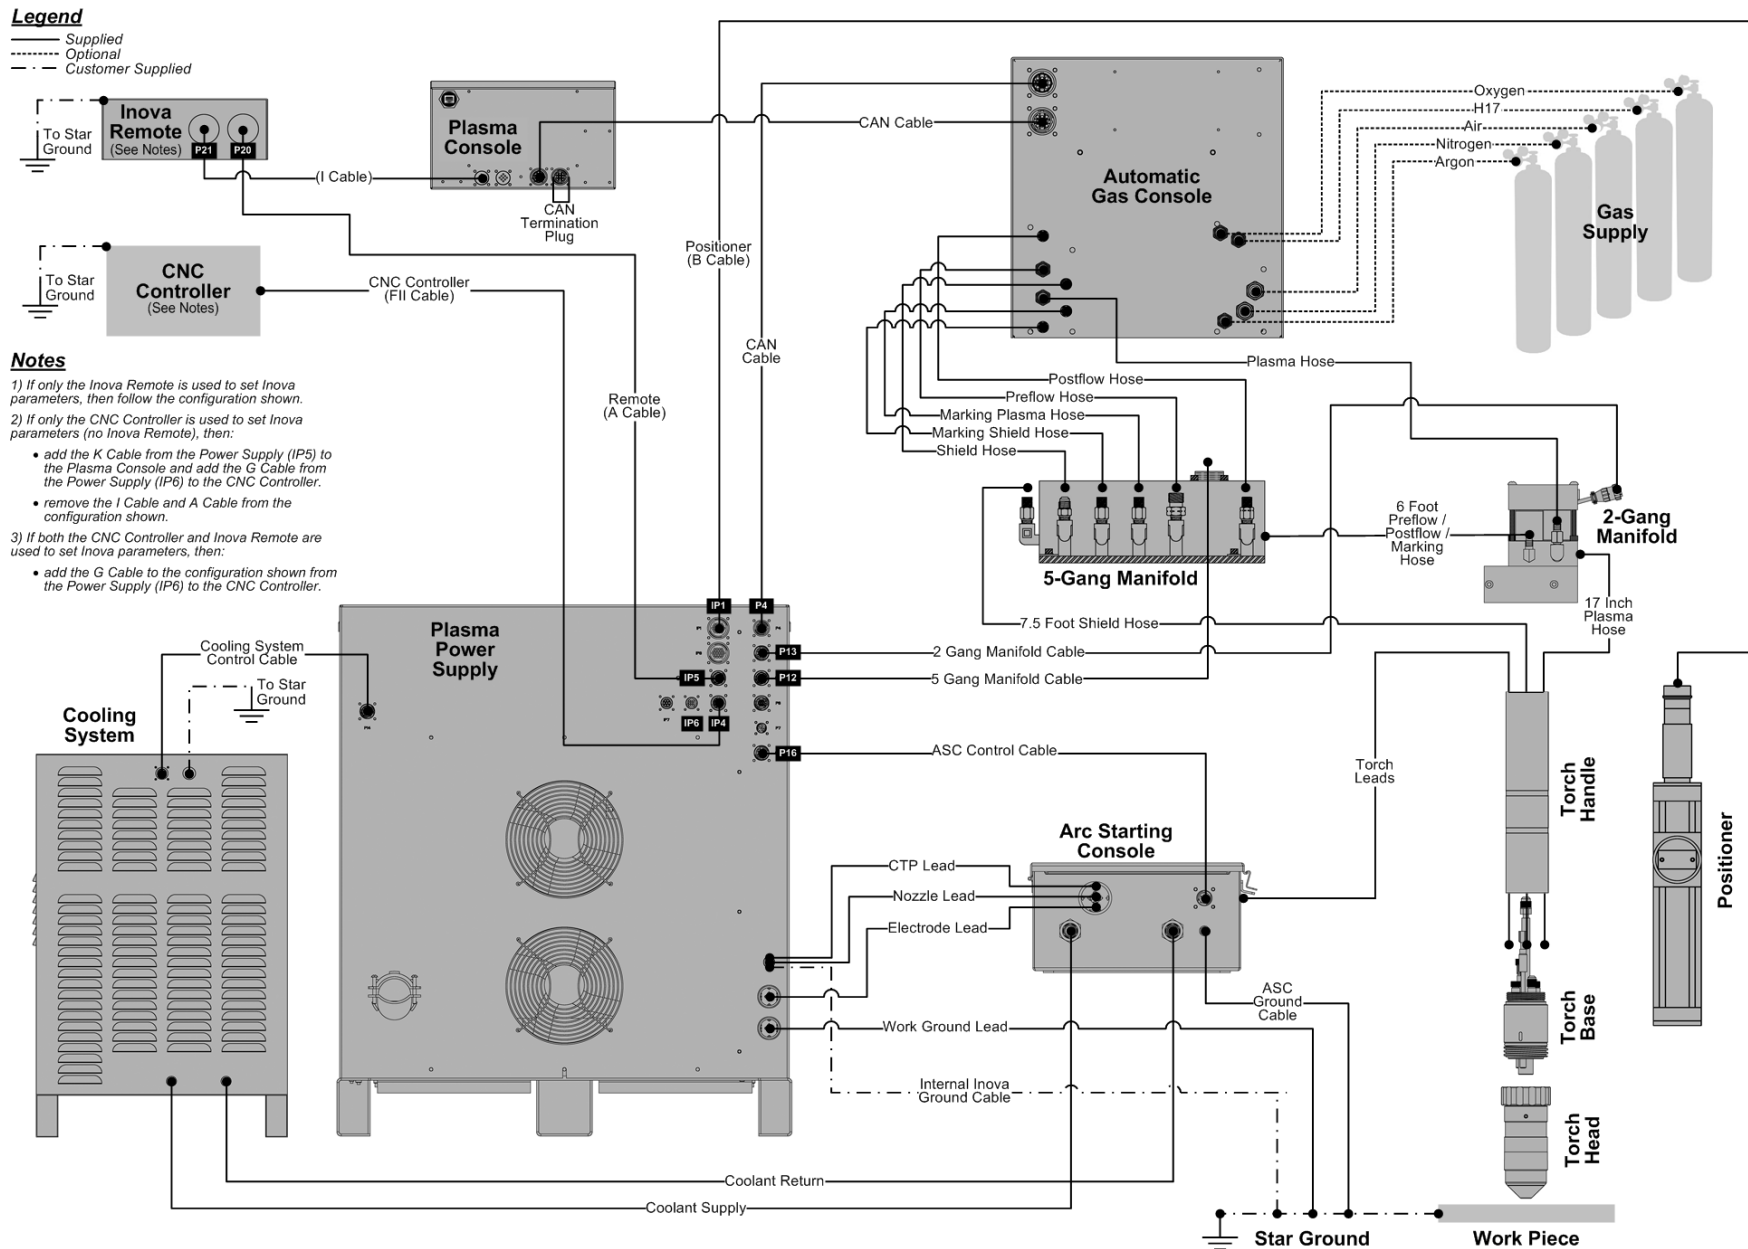 Legend
Supplied
Optional
Customer Supplied
Inova
Remote
(See Notes)
P21
P20
To Star
Ground
(I Cable)
Plasma
Console
CAN
Termination
Plug
CAN Cable
Automatic
Gas Console
Oxygen
H17
Air
Nitrogen
Argon
Gas
Supply
CNC
Controller
(See Notes)
To Star
Ground
CNC Controller
(FII Cable)
Positioner
(B Cable)
CAN
Cable
Remote
(A Cable)
Notes
1) If only the Inova Remote is used to set Inova
parameters, then follow the configuration shown.
2) If only the CNC Controller is used to set Inova
parameters (no Inova Remote), then:
• add the K Cable from the Power Supply (IP5) to
the Plasma Console and add the G Cable from
the Power Supply (IP6) to the CNC Controller.
• remove the I Cable and A Cable from the
configuration shown.
3) If both the CNC Controller and Inova Remote are
used to set Inova parameters, then:
• add the G Cable to the configuration shown from
the Power Supply (IP6) to the CNC Controller.
Plasma Hose
Postflow Hose
Preflow Hose
Marking Plasma Hose
Marking Shield Hose
Shield Hose
5-Gang Manifold
6 Foot
Preflow /
Postflow /
Marking
Hose
2-Gang
Manifold
17 Inch
Plasma
Hose
7.5 Foot Shield Hose
2 Gang Manifold Cable
5 Gang Manifold Cable
ASC Control Cable
Plasma
Power
Supply
IP1
P4
P13
IP5
P12
IP6
IP4
P16
Cooling System
Control Cable
To Star
Ground
Cooling
System
Torch
Leads
Torch
Handle
Positioner
Arc Starting
Console
CTP Lead
Nozzle Lead
Electrode Lead
ASC
Ground
Cable
Work Ground Lead
Internal Inova
Ground Cable
Torch
Base
Torch
Head
Coolant Return
Coolant Supply
Star Ground
Work Piece